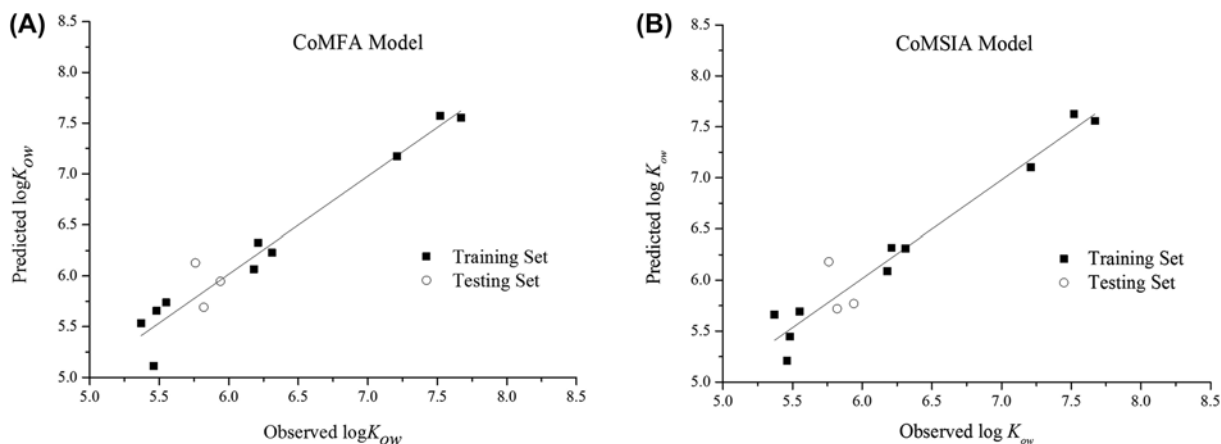 (A)
CoMFA Model
8.5
8.0
7.5
7.0
6.5
6.0
5.5
5.0
Predicted logKOW
Training Set
Testing Set
5.0 5.5 6.0 6.5 7.0 7.5 8.0 8.5
Observed logKOW
(B)
CoMSIA Model
8.5
8.0
7.5
7.0
6.5
6.0
5.5
5.0
Predicted log Kow
Training Set
Testing Set
5.0 5.5 6.0 6.5 7.0 7.5 8.0 8.5
Observed log Kow